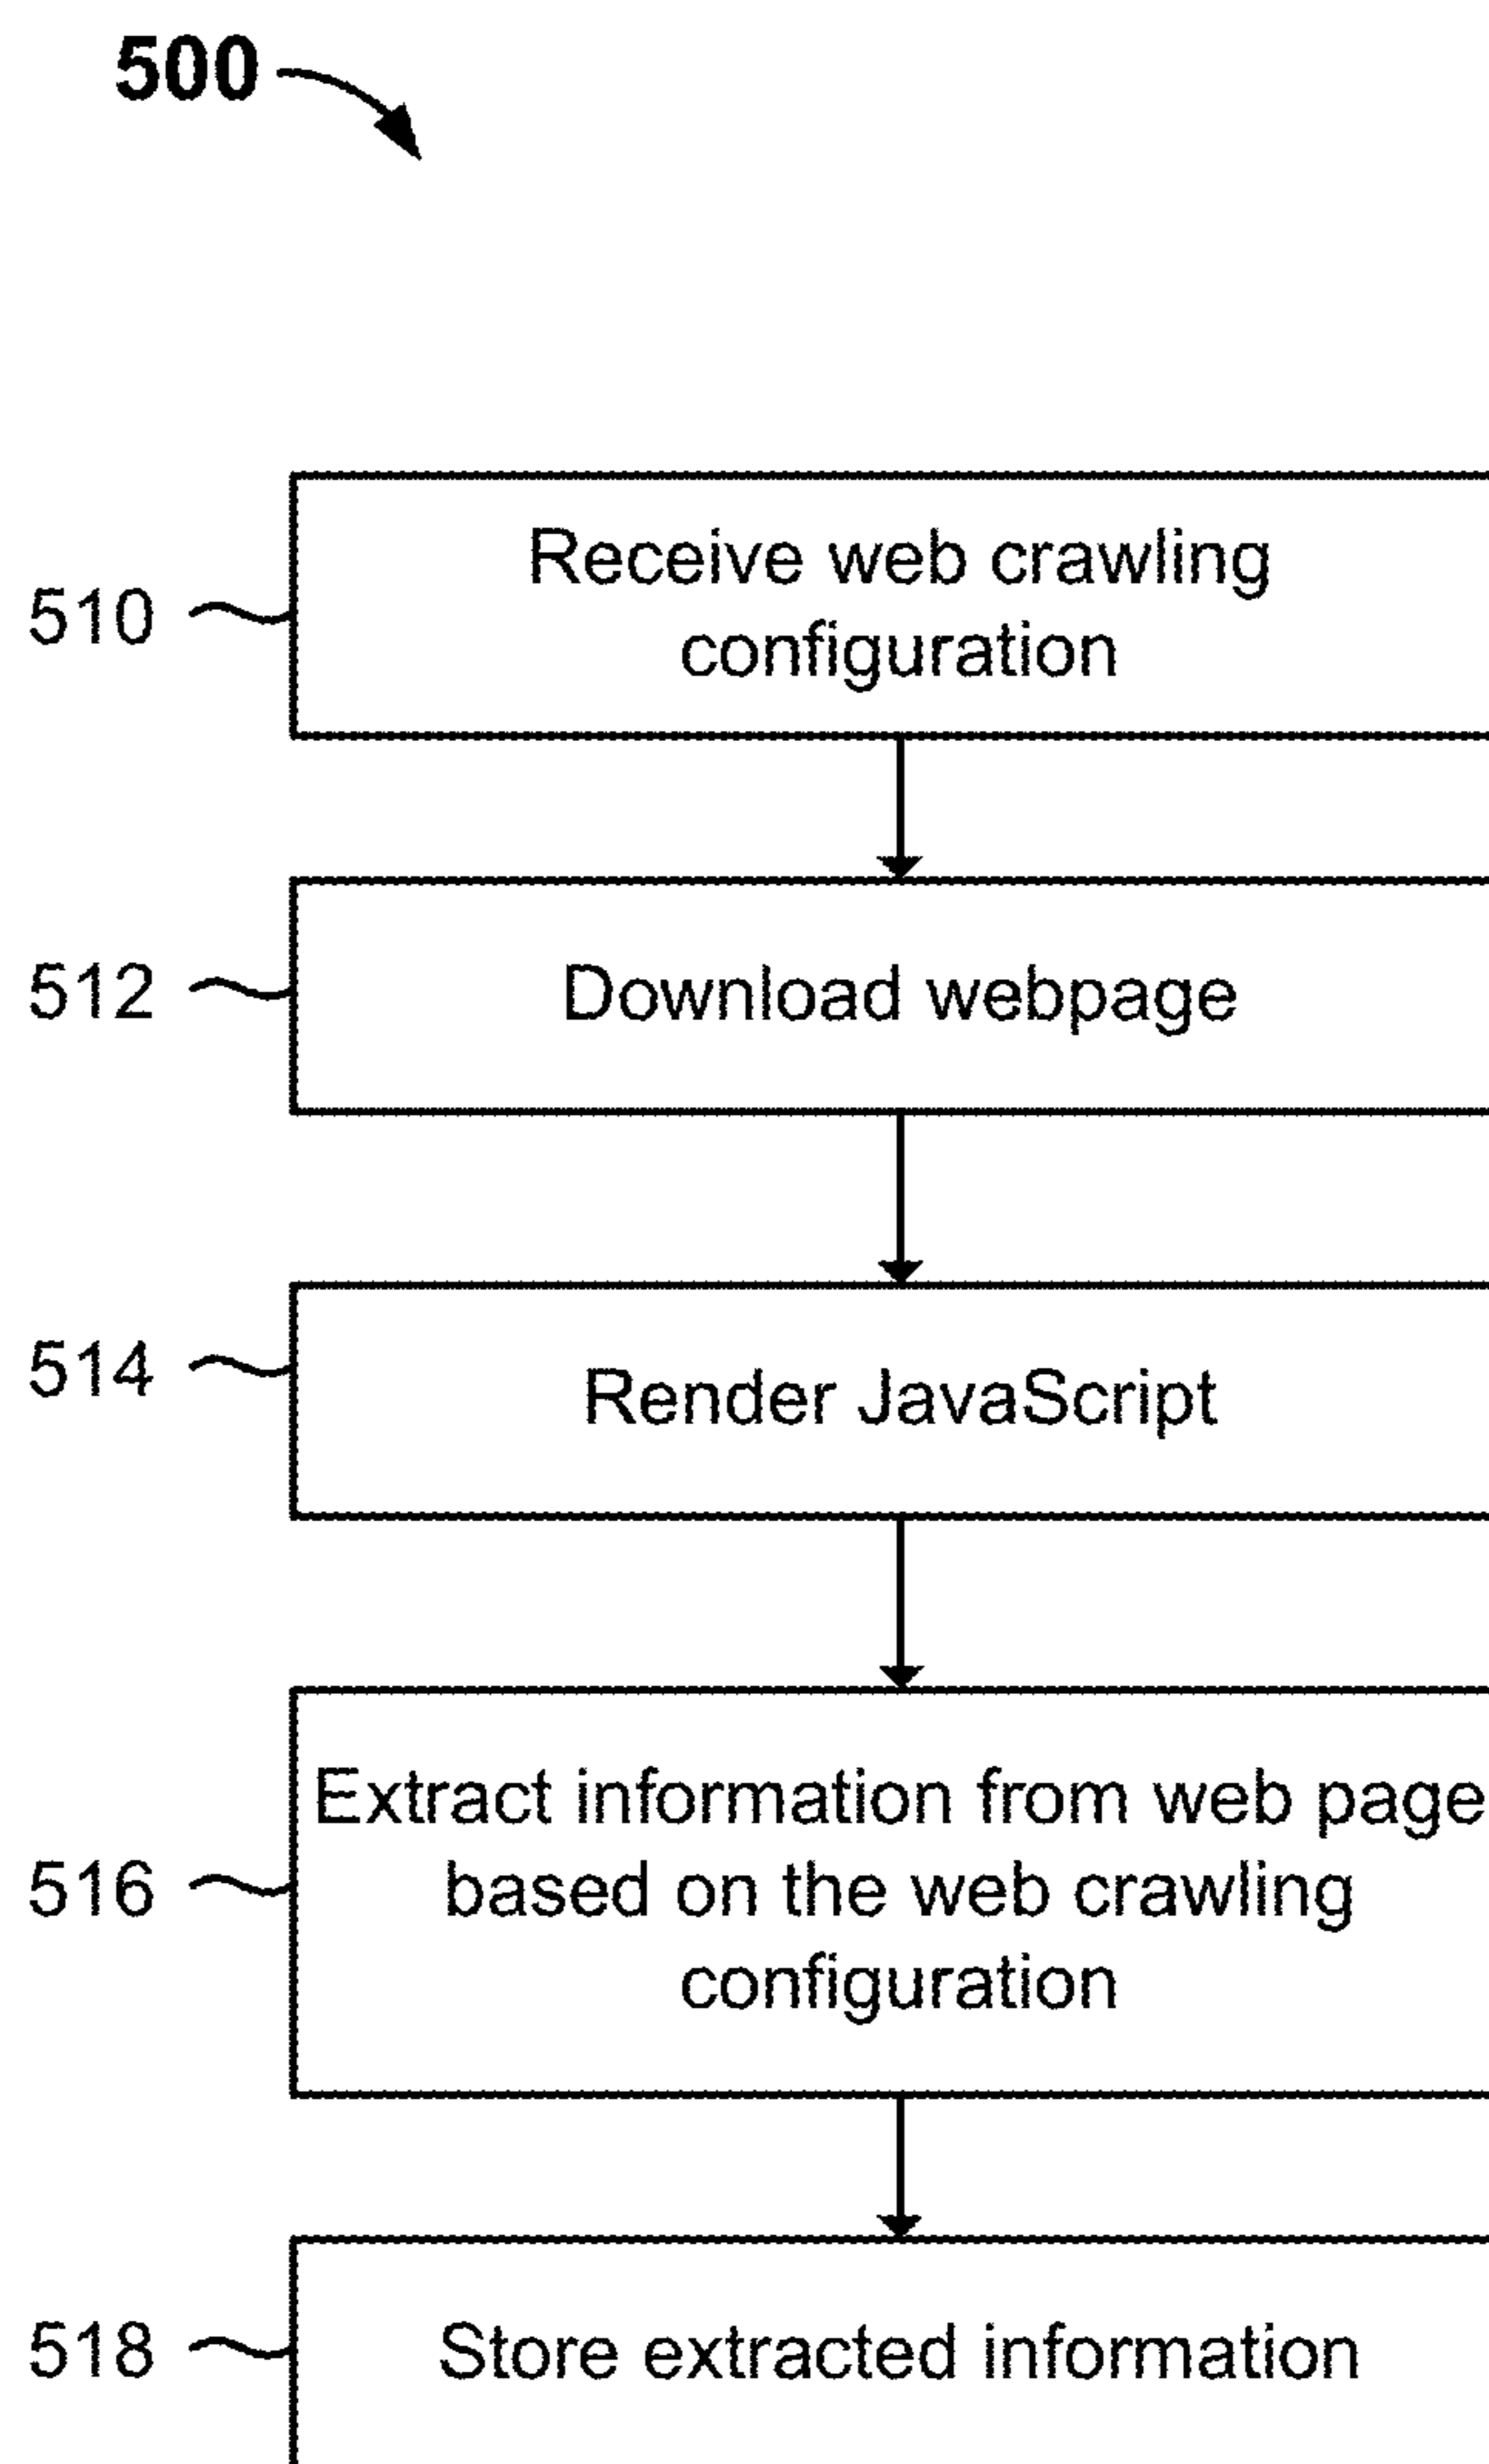 500
510
Receive web crawling
configuration
512
Download webpage
514
Render JavaScript
Extract information from web page
516
based on the web crawling
configuration
518
Store extracted information